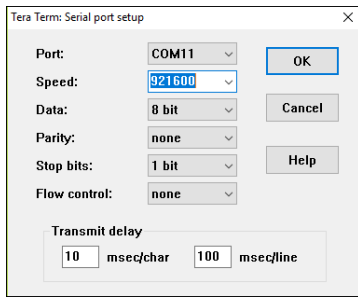 Tera Term: Serial port setup
Port: COM11 OK
Speed: 921600
Data: 8 bit Cancel
Parity: none
Stop bits: 1 bit Help
Flow control: none
Transmit delay
10 msec/char 100 msec/line